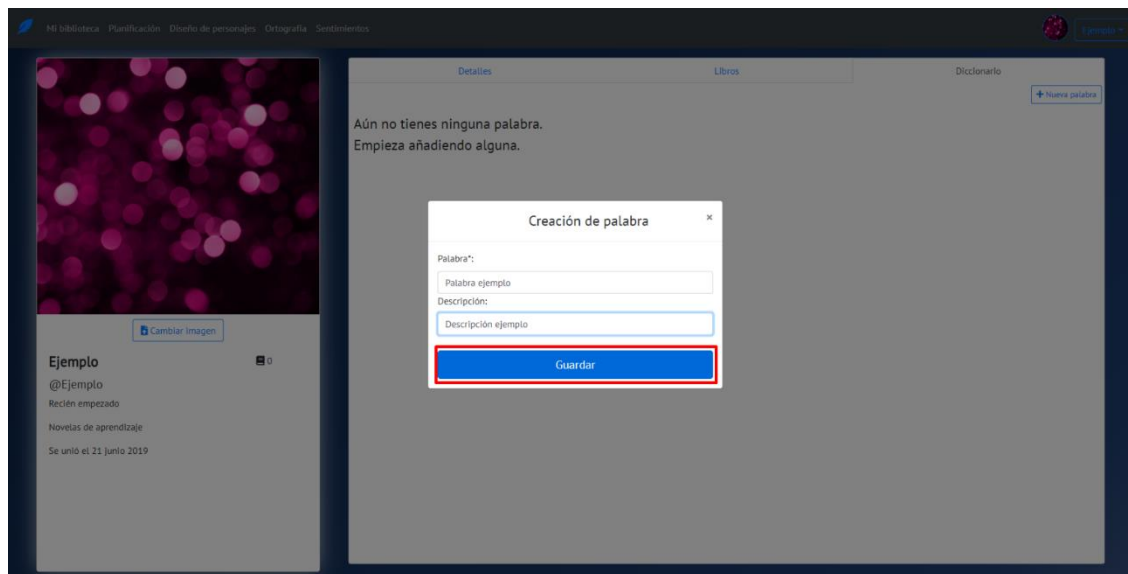 Mi biblioteca Planificación Diseño de personajes Ortografía Sentimientos
Ejemplo
Detalles
Libros
Diccionario
Nueva palabra
Aún no tienes ninguna palabra.
Empieza añadiendo alguna.
Creación de palabra
×
Palabra*:
Palabra ejemplo
Descripción:
Descripción ejemplo
Guardar
Cambiar imagen
Ejemplo
0
@Ejemplo
Recién empezado
Novelas de aprendizaje
Se unió el 21 junio 2019